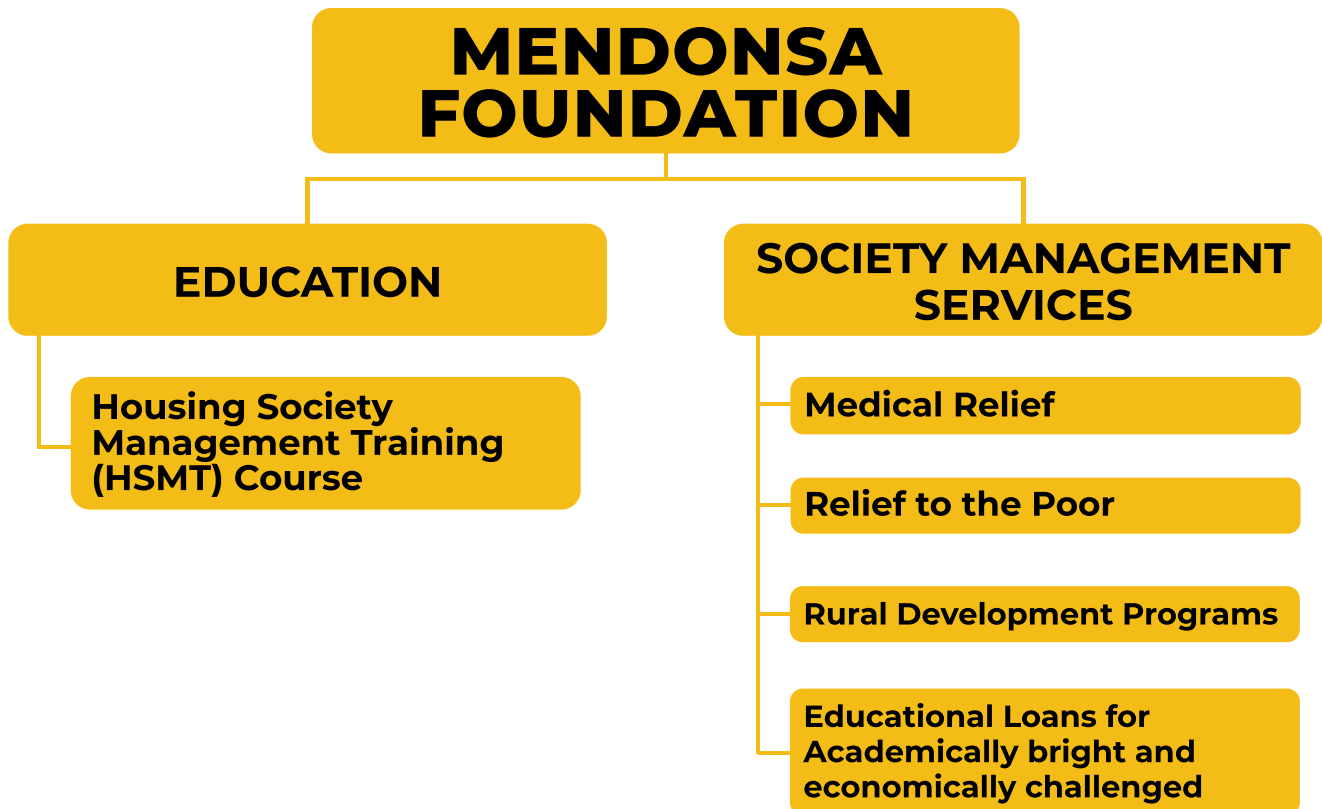 MENDONSA
FOUNDATION
EDUCATION
Housing Society
Management Training
(HSMT) Course
SOCIETY MANAGEMENT
SERVICES
Medical Relief
Relief to the Poor
Rural Development Programs
Educational Loans for
Academically bright and
economically challenged